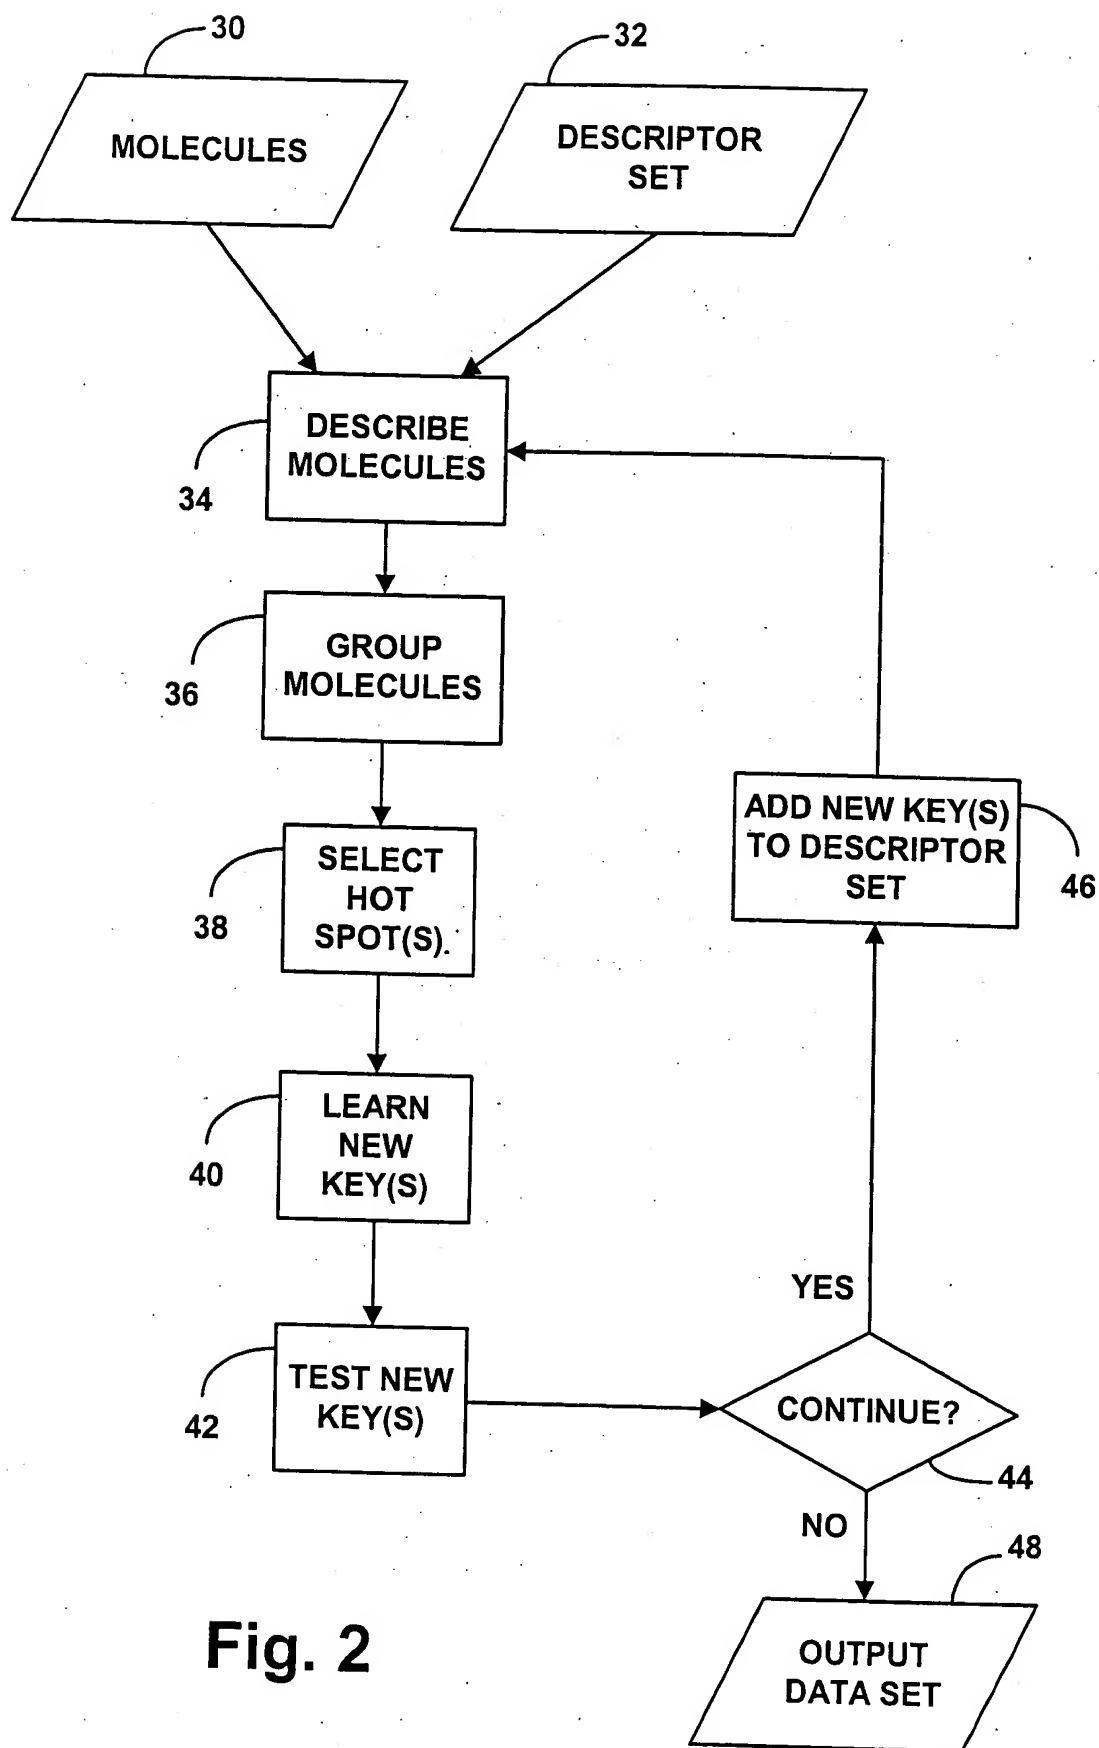 30
32
MOLECULES
DESCRIPTOR
SET
DESCRIBE
MOLECULES
34
GROUP
MOLECULES
36
SELECT
HOT
SPOT(S).
38
ADD NEW KEY(S)
TO DESCRIPTOR
SET
46
LEARN
NEW
KEY(S)
40
YES
TEST NEW
KEY(S)
42
CONTINUE?
44
NO
48
OUTPUT
DATA SET
Fig. 2